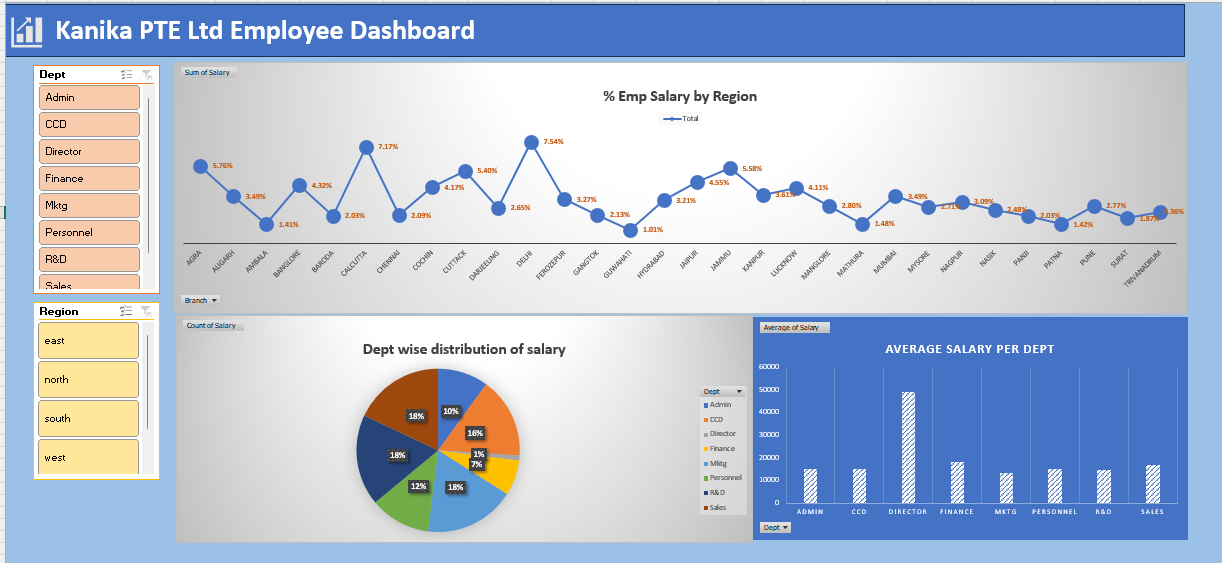 Kanika PTE Ltd Employee Dashboard
Dept
Admin
CCD
Director
Finance
Mktg
Personnel
R&D
Sales
Region
east
north
south
west
Sum of Salary
% Emp Salary by Region
Total
5.76%
3.49%
1.41%
4.32%
2.03%
7.17%
2.09%
4.17%
5.40%
2.65%
7.54%
3.27%
2.13%
1.01%
3.21%
4.55%
5.58%
3.61%
4.11%
2.80%
1.48%
3.49%
2.71%
3.09%
2.48%
2.03%
1.42%
2.77%
1.87%
AGRA
ALIGARH
AMBALA
BANGLORE
BARODA
CALCUTTA
CHENNAI
COCHIN
CUTTACK
DARJEELING
DELHI
FEROZEPUR
GANGTOK
GUWAHATI
HYDRABAD
JAIPUR
JAMMU
KANPUR
LUCKNOW
MANGLORE
MATHURA
MUMBAI
MYSORE
NAGPUR
NASIK
PANJI
PATNA
PUNE
SURAT
TRIVANADRUM
Branch
Count of Salary
Dept wise distribution of salary
10%
16%
1%
7%
18%
12%
18%
18%
Dept
Admin
CCD
Director
Finance
Mktg
Personnel
R&D
Sales
Average of Salary
AVERAGE SALARY PER DEPT
60000
50000
40000
30000
20000
10000
0
ADMIN
CCD
DIRECTOR
FINANCE
MKTG
PERSONNEL
R&D
SALES
Dept